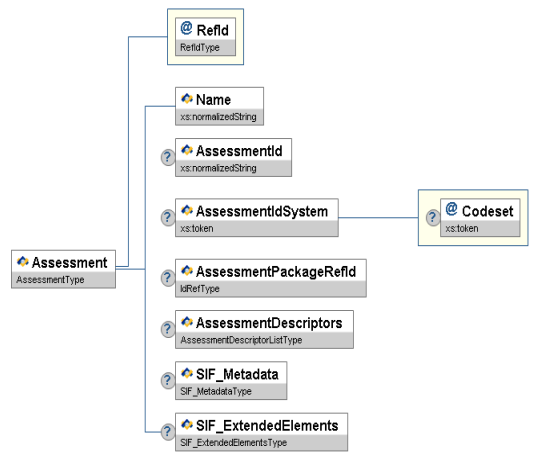 @ RefId
RefIdType
Name
xs:normalizedString
? AssessmentId
xs:normalizedString
? AssessmentIdSystem
xs:token
? @ Codeset
xs:token
Assessment
AssessmentType
? AssessmentPackageRefId
IdRefType
? AssessmentDescriptors
AssessmentDescriptorListType
? SIF_Metadata
SIF_MetadataType
? SIF_ExtendedElements
SIF_ExtendedElementsType